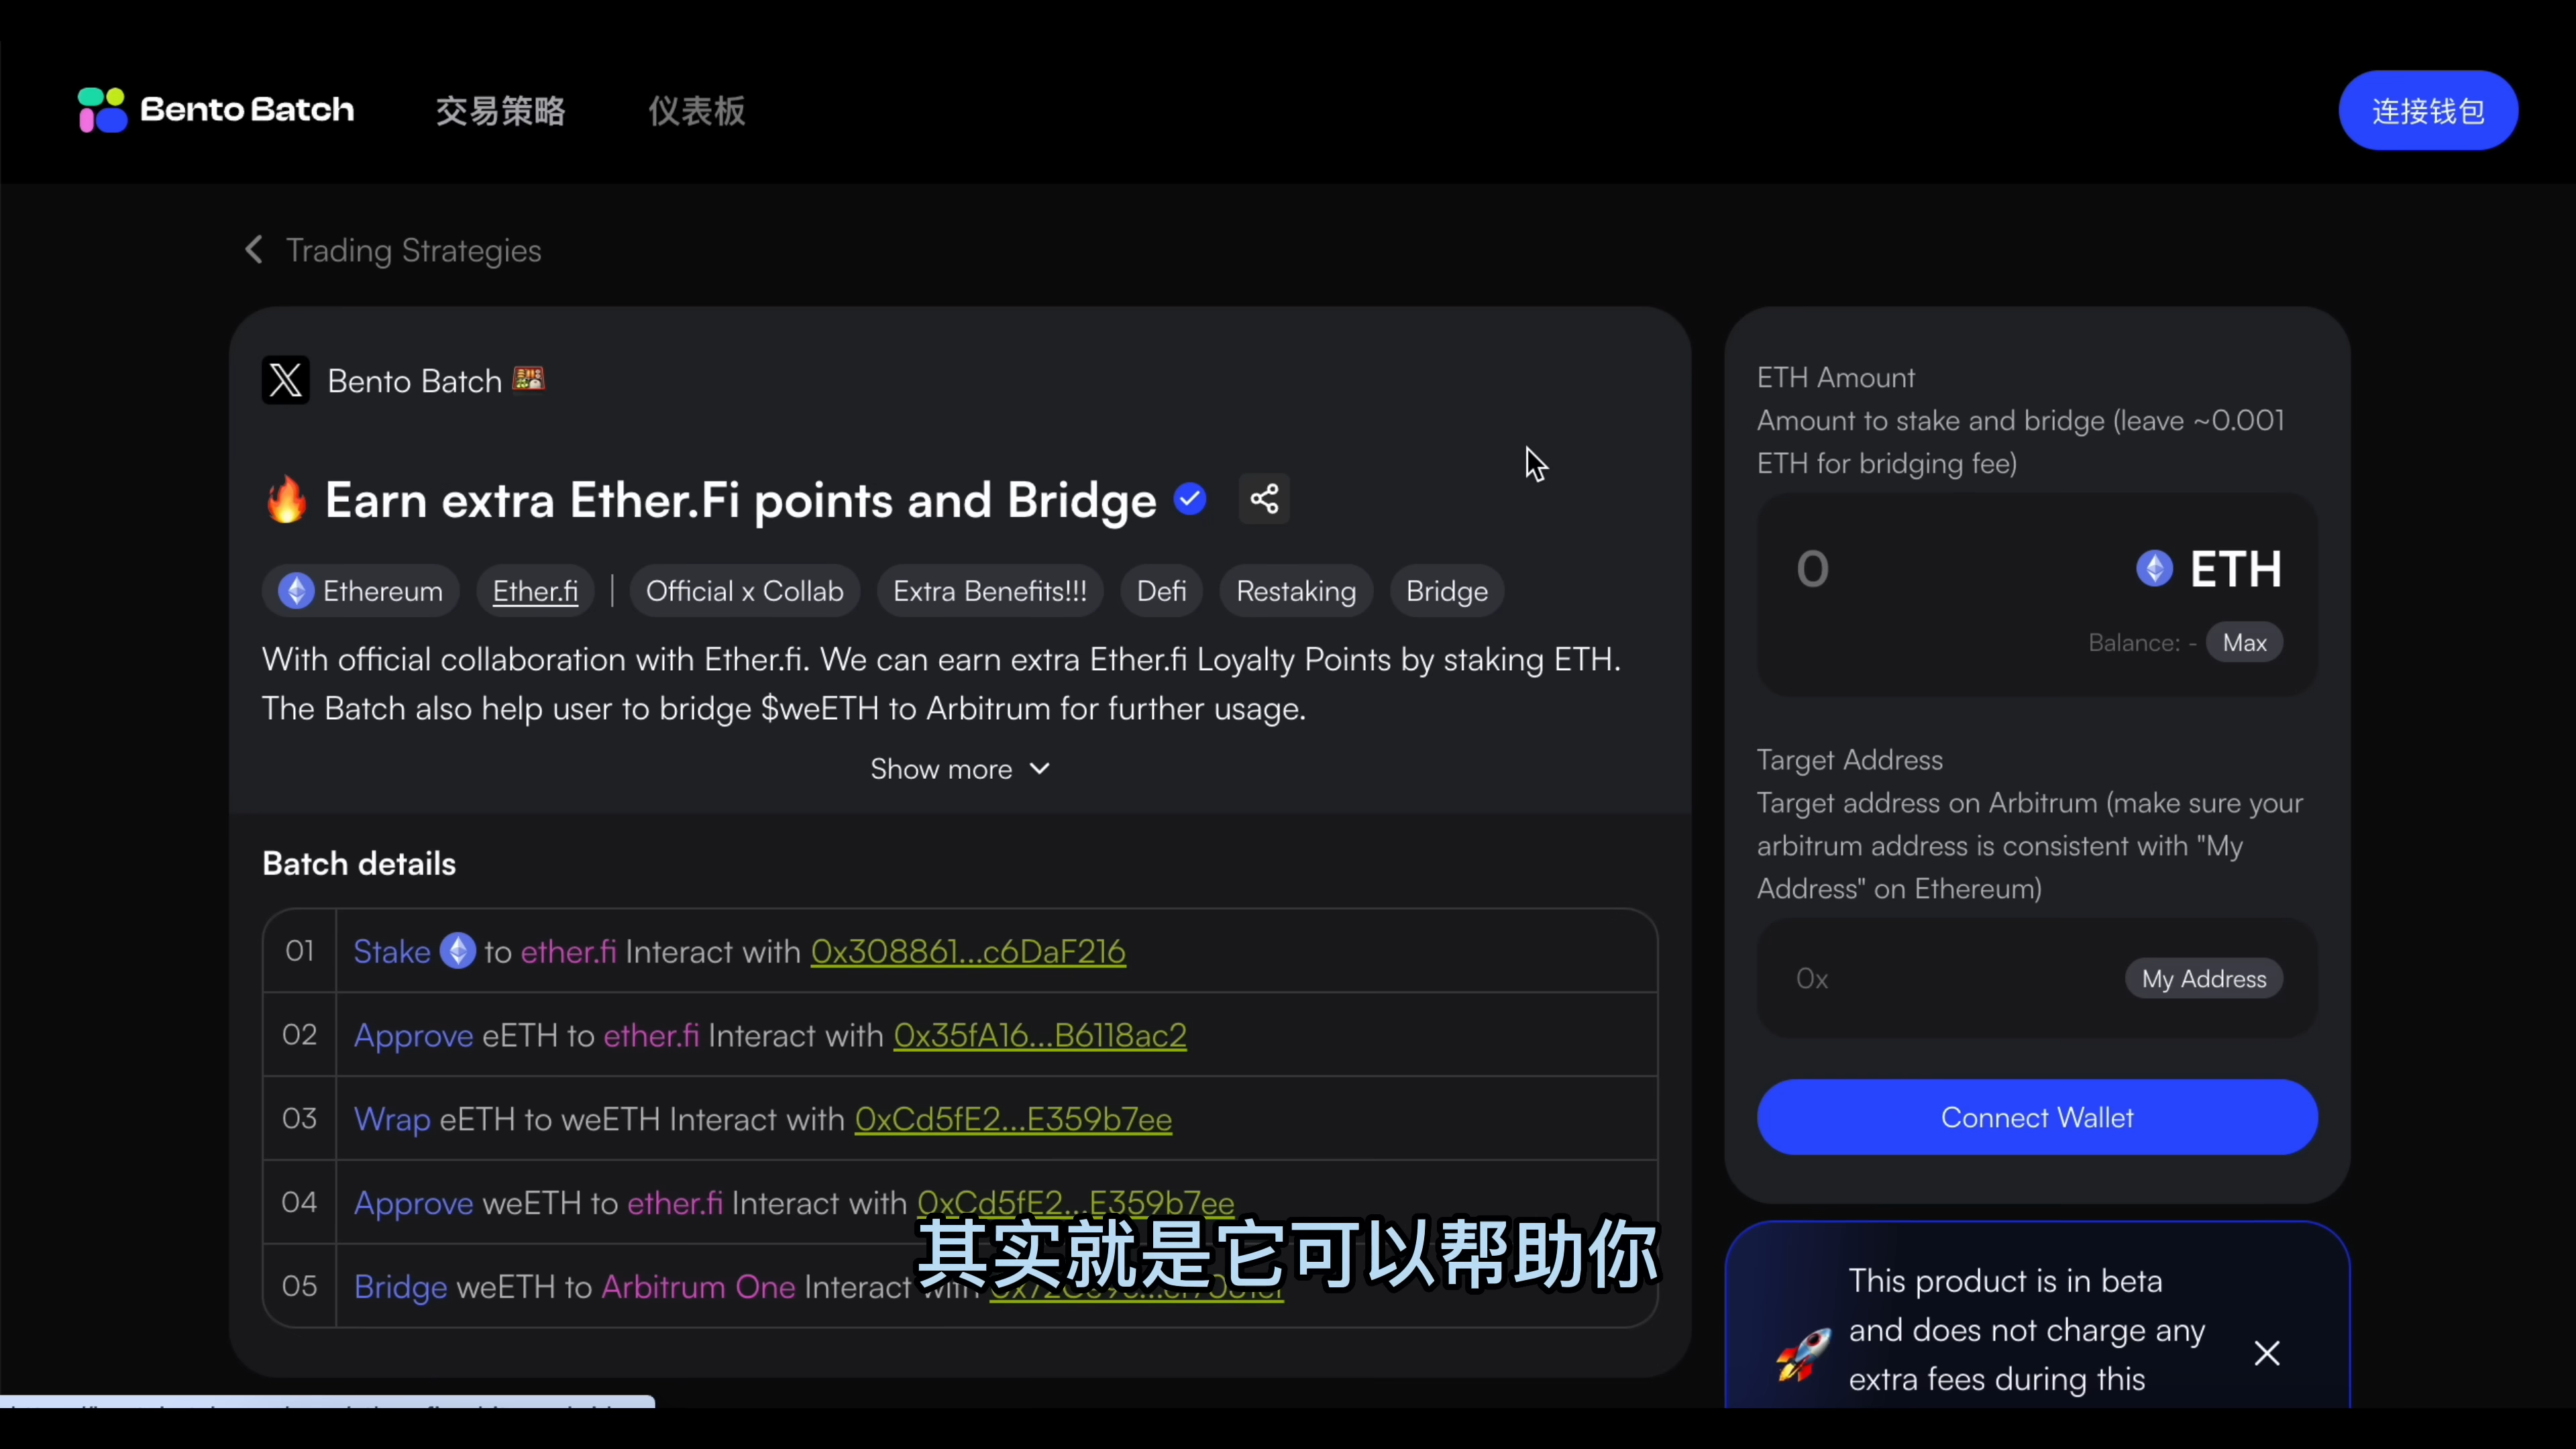 Bento Batch
交易策略
仪表板
连接钱包
Trading Strategies
Bento Batch
Earn extra Ether.Fi points and Bridge
Ethereum
Ether.fi
Official x Collab
Extra Benefits!!!
Defi
Restaking
Bridge
With official collaboration with Ether.fi. We can earn extra Ether.fi Loyalty Points by staking ETH.
The Batch also help user to bridge $weETH to Arbitrum for further usage.
Show more
Batch details
01 Stake to ether.fi Interact with 0x308861...c6DaF216
02 Approve eETH to ether.fi Interact with 0x35fA16...B6118ac2
03 Wrap eETH to weETH Interact with 0xCd5fE2...E359b7ee
04 Approve weETH to ether.fi Interact with 0xCd5fE2...E359b7ee
05 Bridge weETH to Arbitrum One Interact with
其实就是它可以帮助你
ETH Amount
Amount to stake and bridge (leave ~0.001
ETH for bridging fee)
0
ETH
Balance: -
Max
Target Address
Target address on Arbitrum (make sure your
arbitrum address is consistent with "My
Address" on Ethereum)
0x
My Address
Connect Wallet
This product is in beta
and does not charge any
extra fees during this